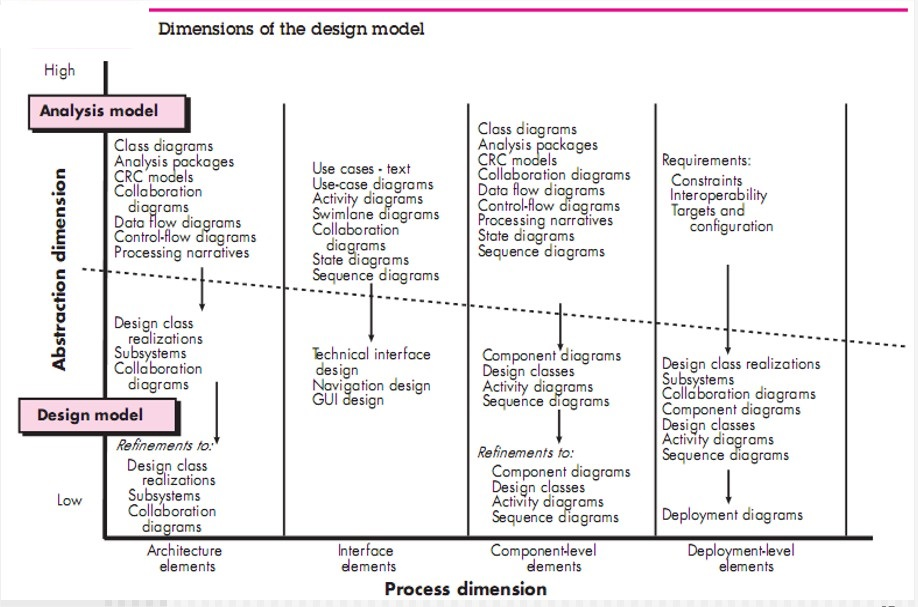 Dimensions of the design model
High
Analysis model
Abstraction dimension
Design model
Low
Class diagrams
Analysis packages
CRC models
Collaboration
diagrams
Data flow diagrams
Control-flow diagrams
Processing narratives
Design class
realizations
Subsystems
Collaboration
diagrams
Refinements to:
Design class
realizations
Subsystems
Collaboration
diagrams
Architecture
elements
Use cases - text
Use-case diagrams
Activity diagrams
Swimlane diagrams
Collaboration
diagrams
State diagrams
Sequence diagrams
Technical interface
design
Navigation design
GUI design
Interface
elements
Class diagrams
Analysis packages
CRC models
Collaboration diagrams
Data flow diagrams
Control-flow diagrams
Processing narratives
State diagrams
Sequence diagrams
Component diagrams
Design classes
Activity diagrams
Sequence diagrams
Refinements to:
Component diagrams
Design classes
Activity diagrams
Sequence diagrams
Component-level
elements
Requirements:
Constraints
Interoperability
Targets and
configuration
Design class realizations
Subsystems
Collaboration diagrams
Component diagrams
Design classes
Activity diagrams
Sequence diagrams
Deployment diagrams
Deployment-level
elements
Process dimension